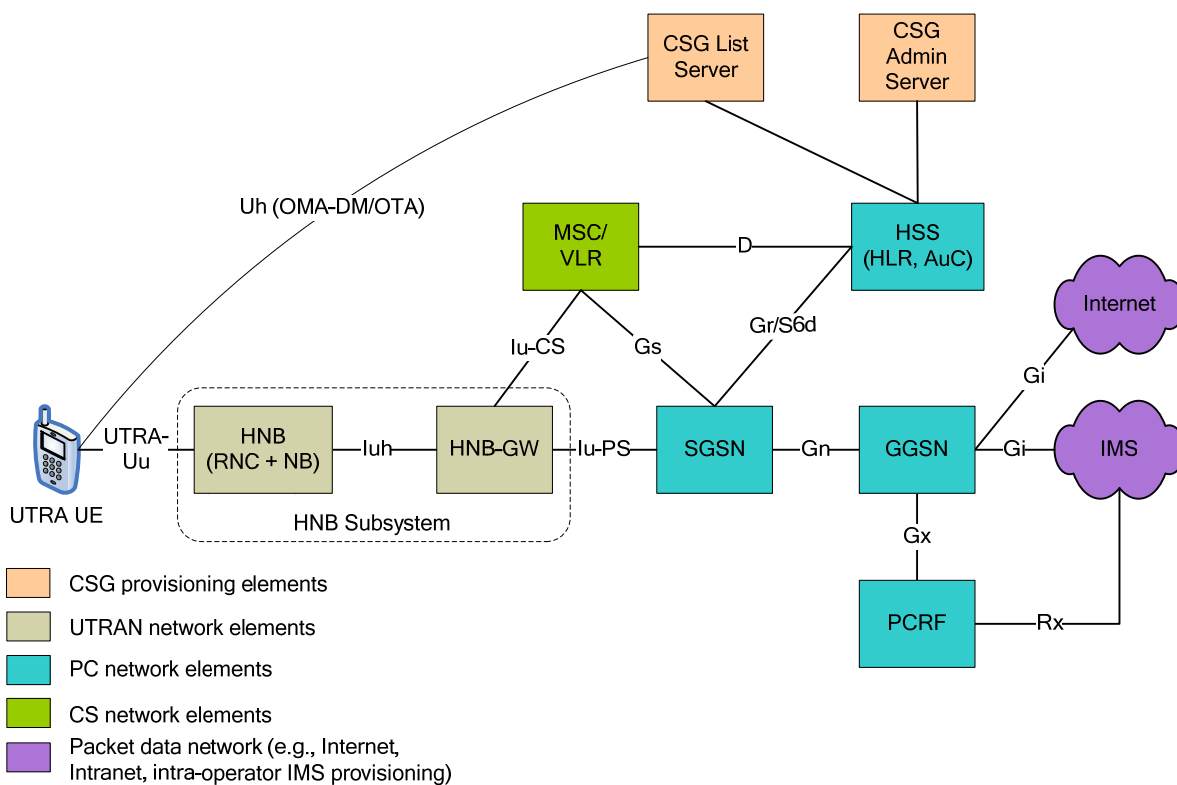 CSG List
Server
CSG
Admin
Server
Uh (OMA-DM/OTA)
MSC/
VLR
D
HSS
(HLR, AuC)
Internet
Iu-CS
Gs
Gr/S6d
Gi
UTRA-
Uu
HNB
(RNC + NB)
Iuh
HNB-GW
Iu-PS
SGSN
Gn
GGSN
Gi
IMS
UTRA UE
HNB Subsystem
Gx
PCRF
Rx
CSG provisioning elements
UTRAN network elements
PC network elements
CS network elements
Packet data network (e.g., Internet,
Intranet, intra-operator IMS provisioning)